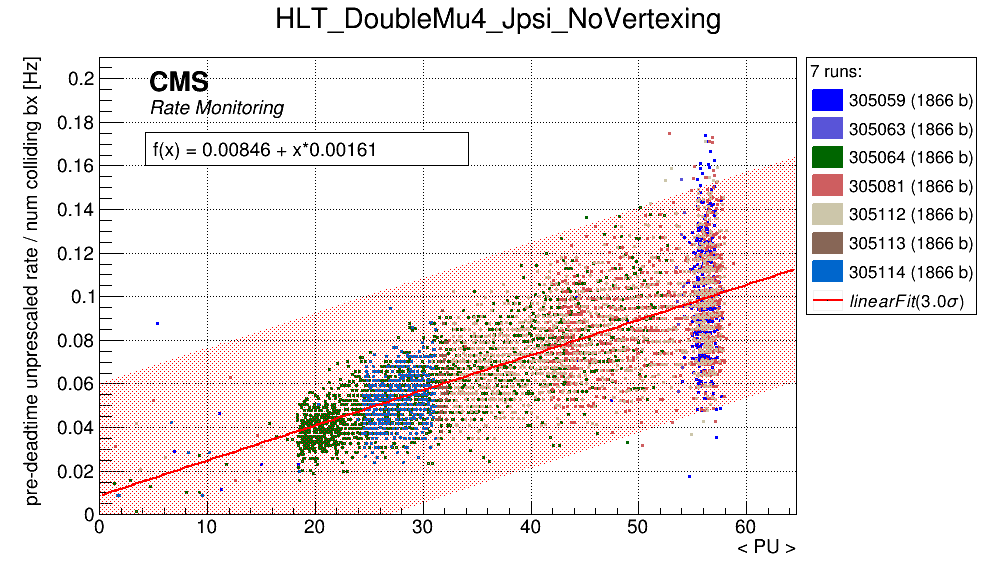 HLT_DoubleMu4_Jpsi_NoVertexing
pre-deadtime unprescaled rate / num colliding bx [Hz]
CMS
Rate Monitoring
f(x) = 0.00846 + x*0.00161
0.2
0.18
0.16
0.14
0.12
0.1
0.08
0.06
0.04
0.02
0
0 10 20 30 40 50 60
< PU >
7 runs:
305059 (1866 b)
305063 (1866 b)
305064 (1866 b)
305081 (1866 b)
305112 (1866 b)
305113 (1866 b)
305114 (1866 b)
linearFit(3.0σ)